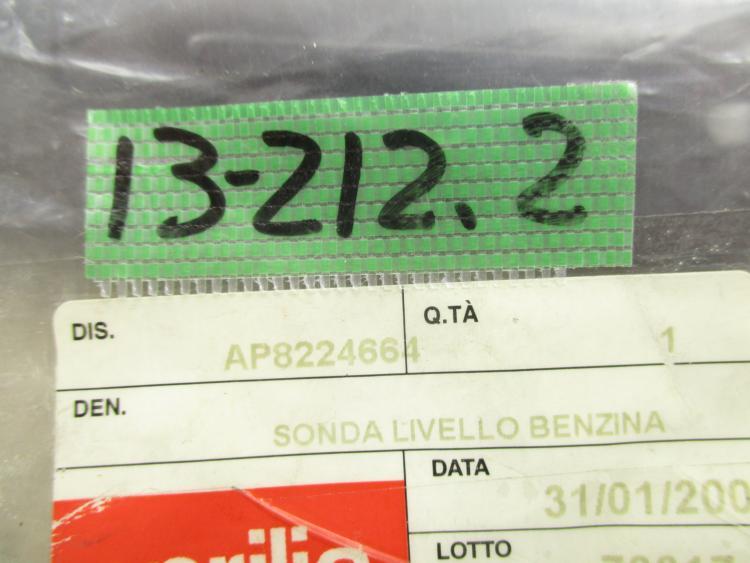 13-212.2
DIS. AP8224664 Q.TÀ 1
DEN. SONDA LIVELLO BENZINA
DATA 31/01/200
LOTTO